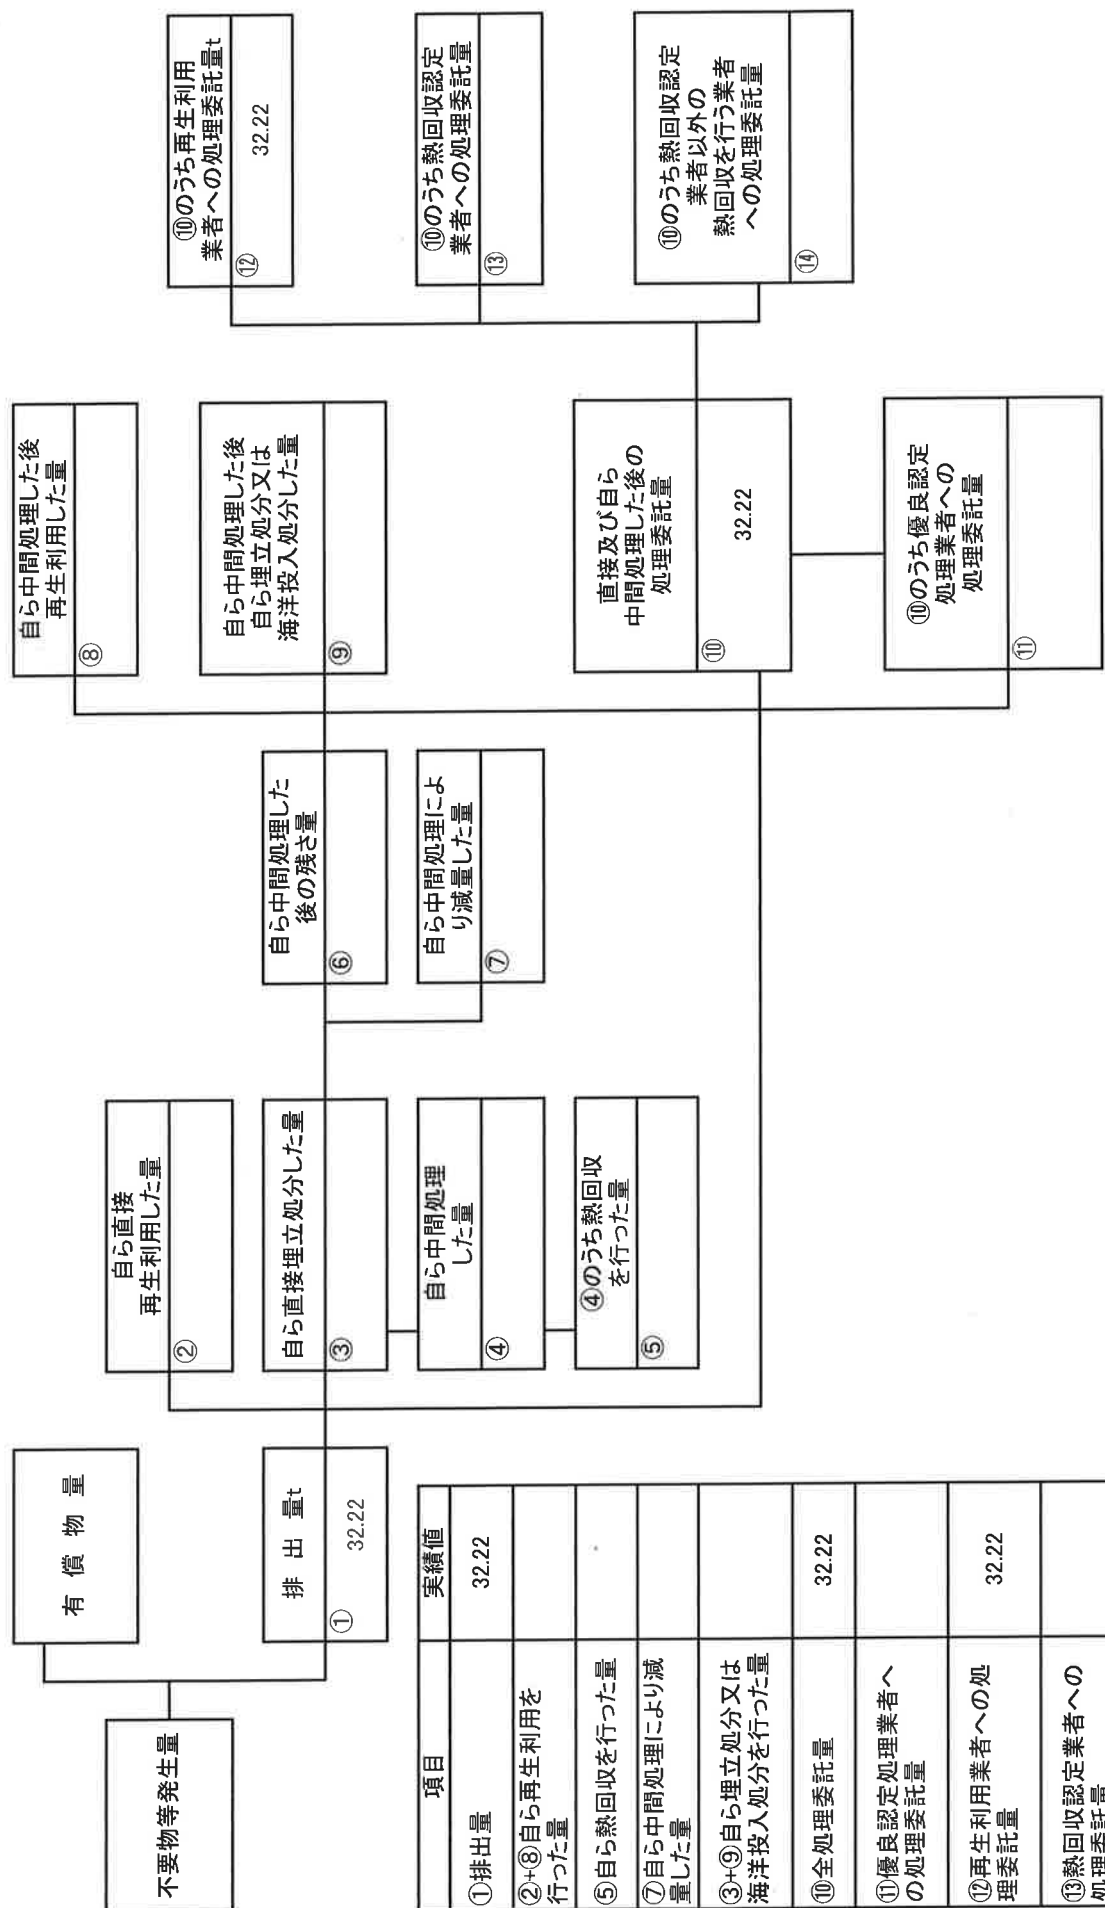 不要物等発生量
有償物量
排出量t
①
32.22
自ら直接
再生利用した量
②
自ら直接埋立処分した量
③
自ら中間処理
した量
④
④のうち熱回収
を行った量
⑤
自ら中間処理した
後の残さ量
⑥
自ら中間処理によ
り減量した量
⑦
自ら中間処理した後
再生利用した量
⑧
自ら中間処理した後
自ら埋立処分又は
海洋投入処分した量
⑨
直接及び自ら
中間処理した後の
処理委託量
⑩
32.22
⑩のうち優良認定
処理業者への
処理委託量
⑪
⑩のうち再生利用
業者への処理委託量t
⑫
32.22
⑩のうち熱回収認定
業者への処理委託量
⑬
⑩のうち熱回収認定
業者以外の
熱回収を行う業者
への処理委託量
⑭
項目 実績値
①排出量 32.22
②+⑧自ら再生利用を
行った量
⑤自ら熱回収を行った量
⑦自ら中間処理により減
量した量
③+⑨自ら埋立処分又は
海洋投入処分を行った量
⑩全処理委託量 32.22
⑪優良認定処理業者へ
の処理委託量
⑫再生利用業者への処
理委託量 32.22
⑬熱回収認定業者への
処理委託量